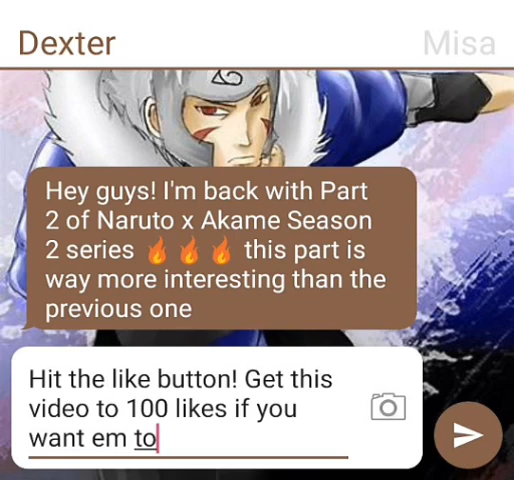 Dexter
Misa
Hey guys! I'm back with Part
2 of Naruto x Akame Season
2 series 🔥 🔥 🔥 this part is
way more interesting than the
previous one
Hit the like button! Get this
video to 100 likes if you
want em to